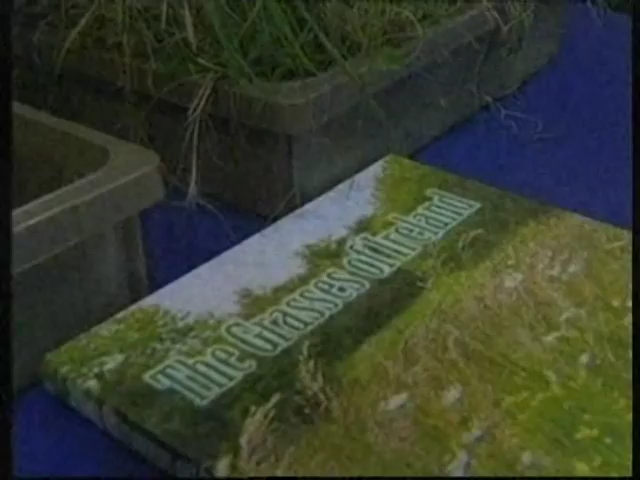 The Grasses of Ireland